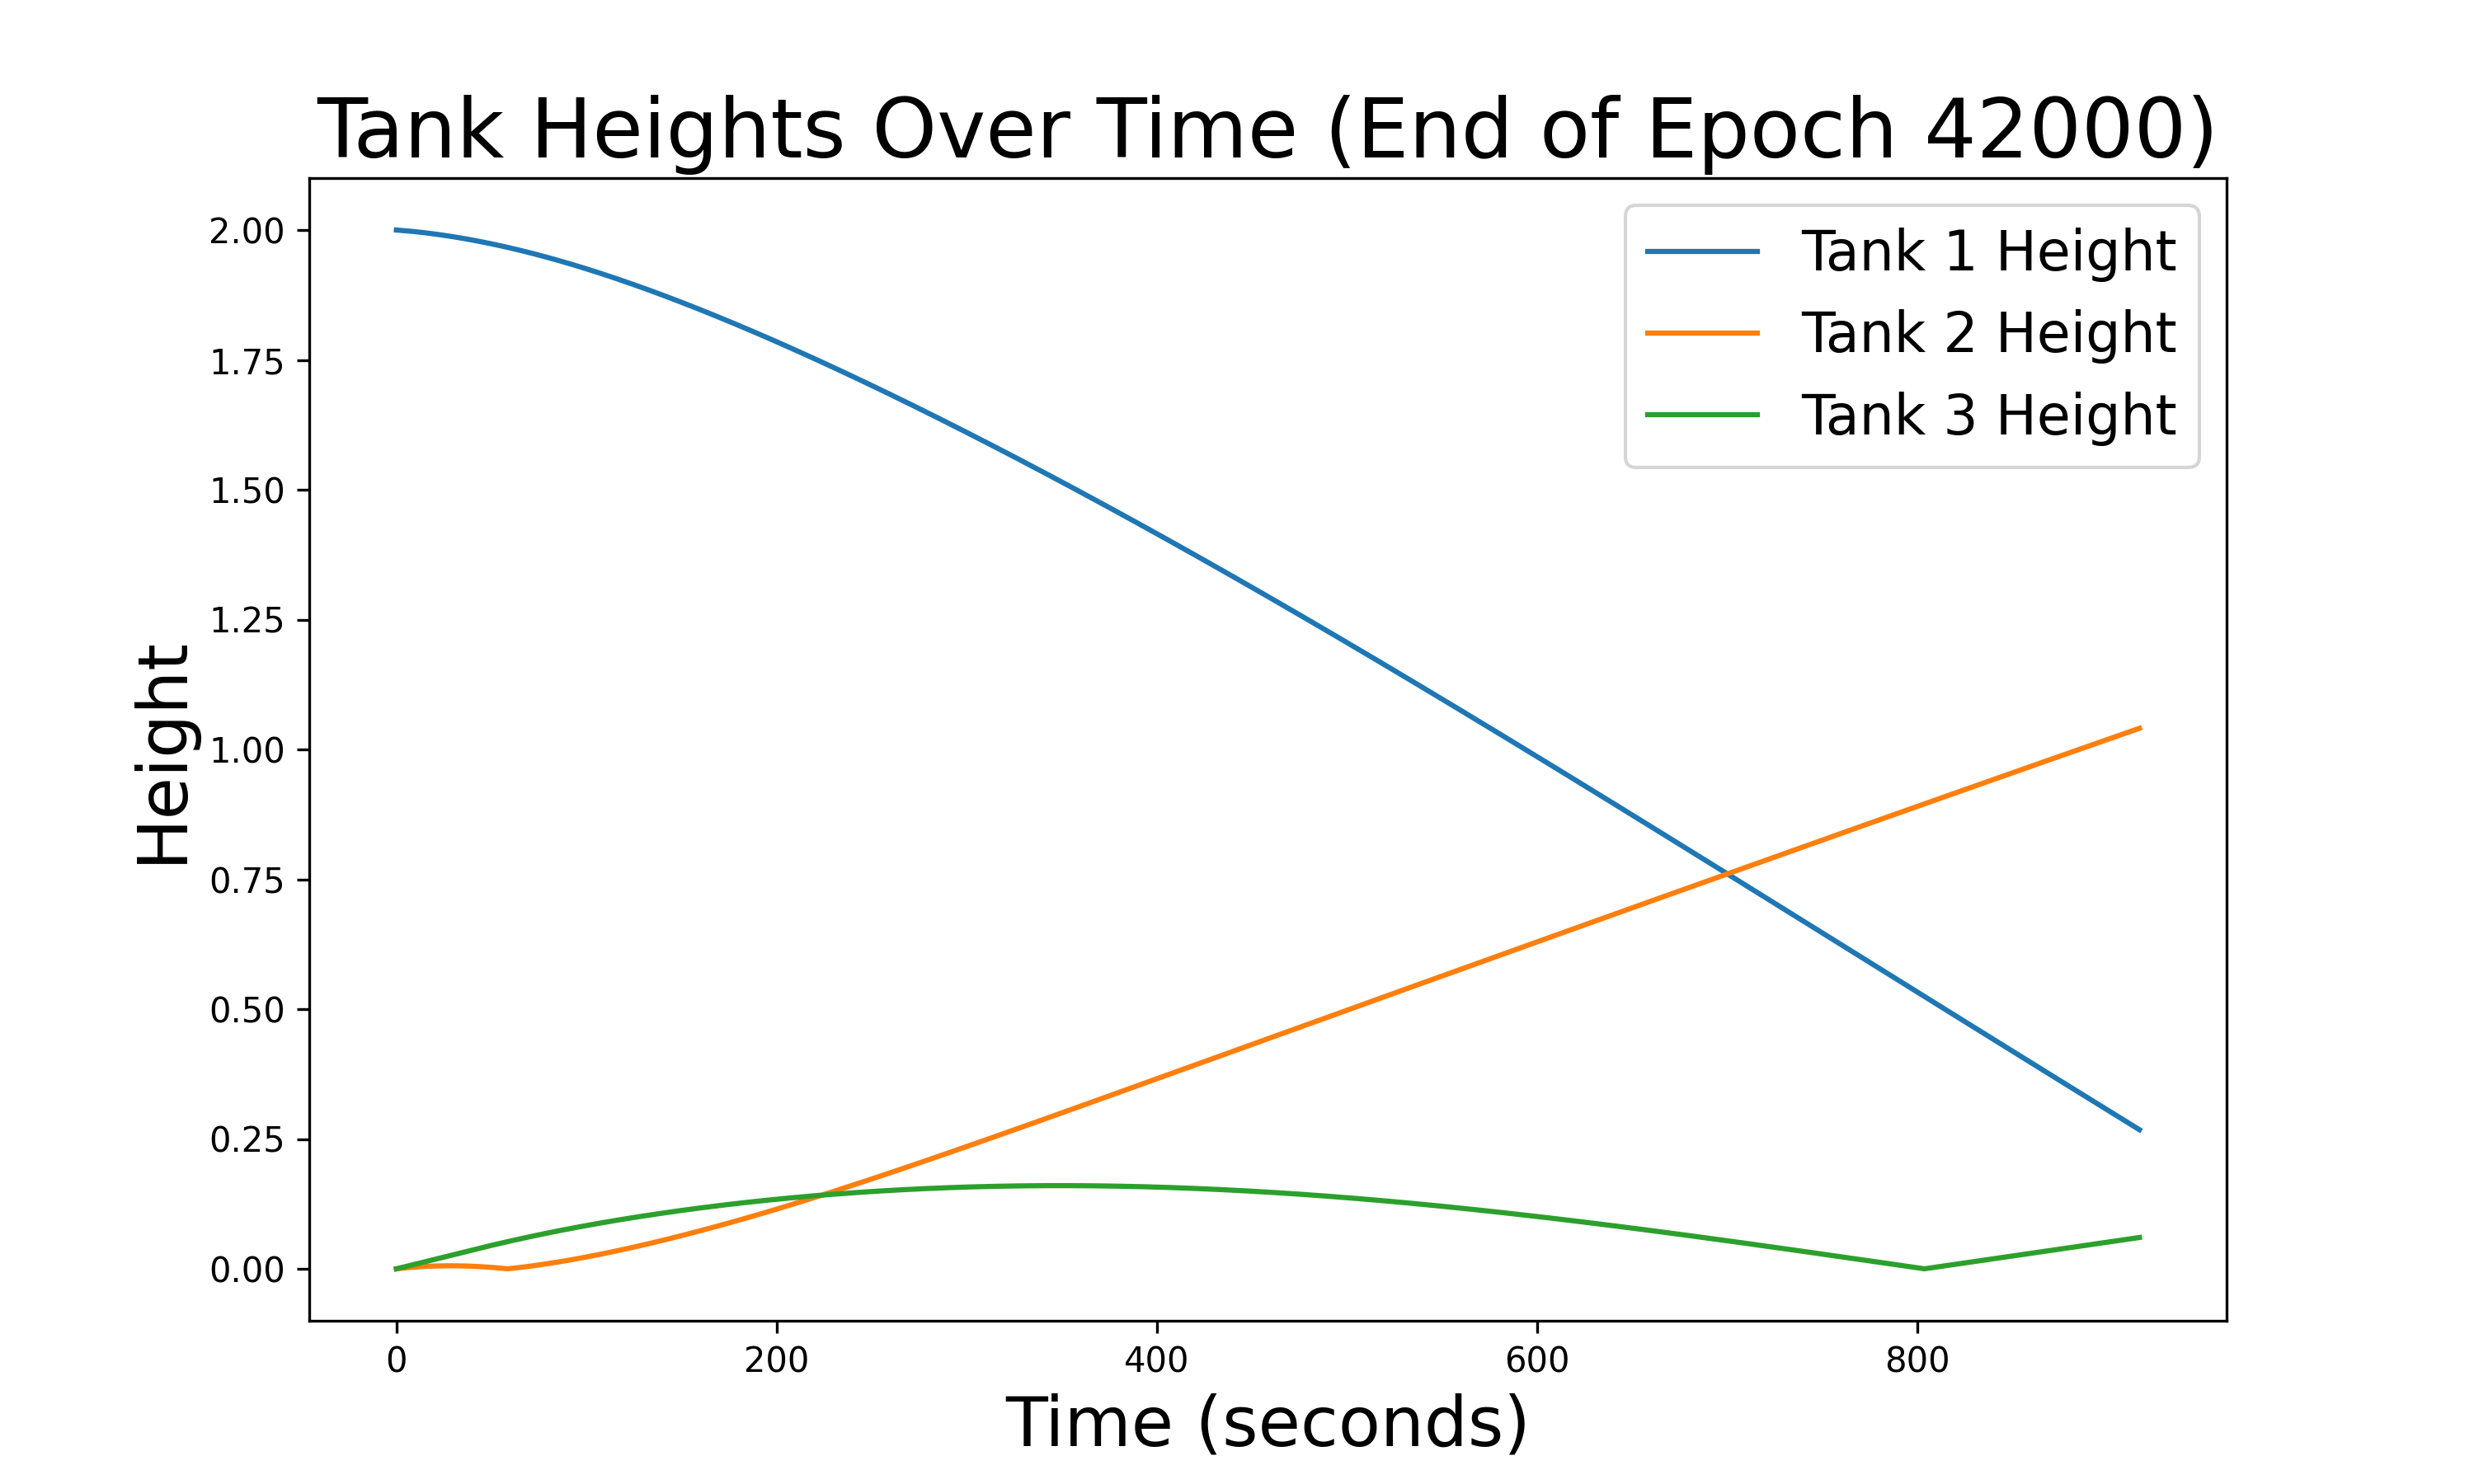 Tank Heights Over Time (End of Epoch 42000)
Tank 1 Height
Tank 2 Height
Tank 3 Height
Height
2.00
1.75
1.50
1.25
1.00
0.75
0.50
0.25
0.00
0 200 400 600 800
Time (seconds)